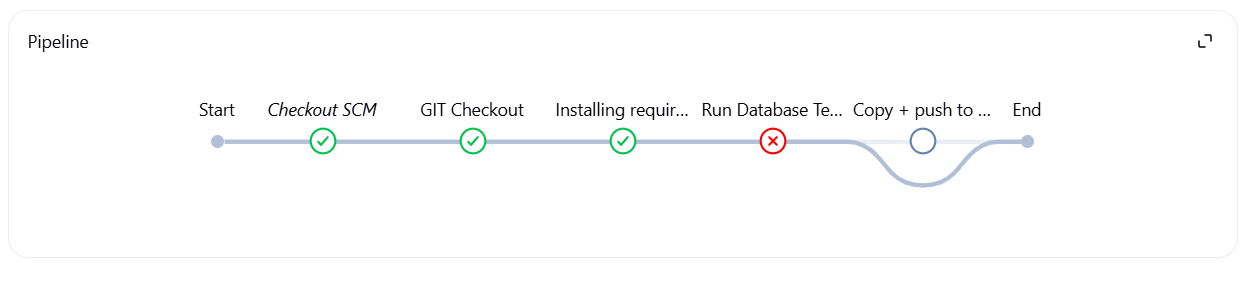 Pipeline
Start
Checkout SCM
GIT Checkout
Installing requir...
Run Database Te...
Copy + push to ...
End